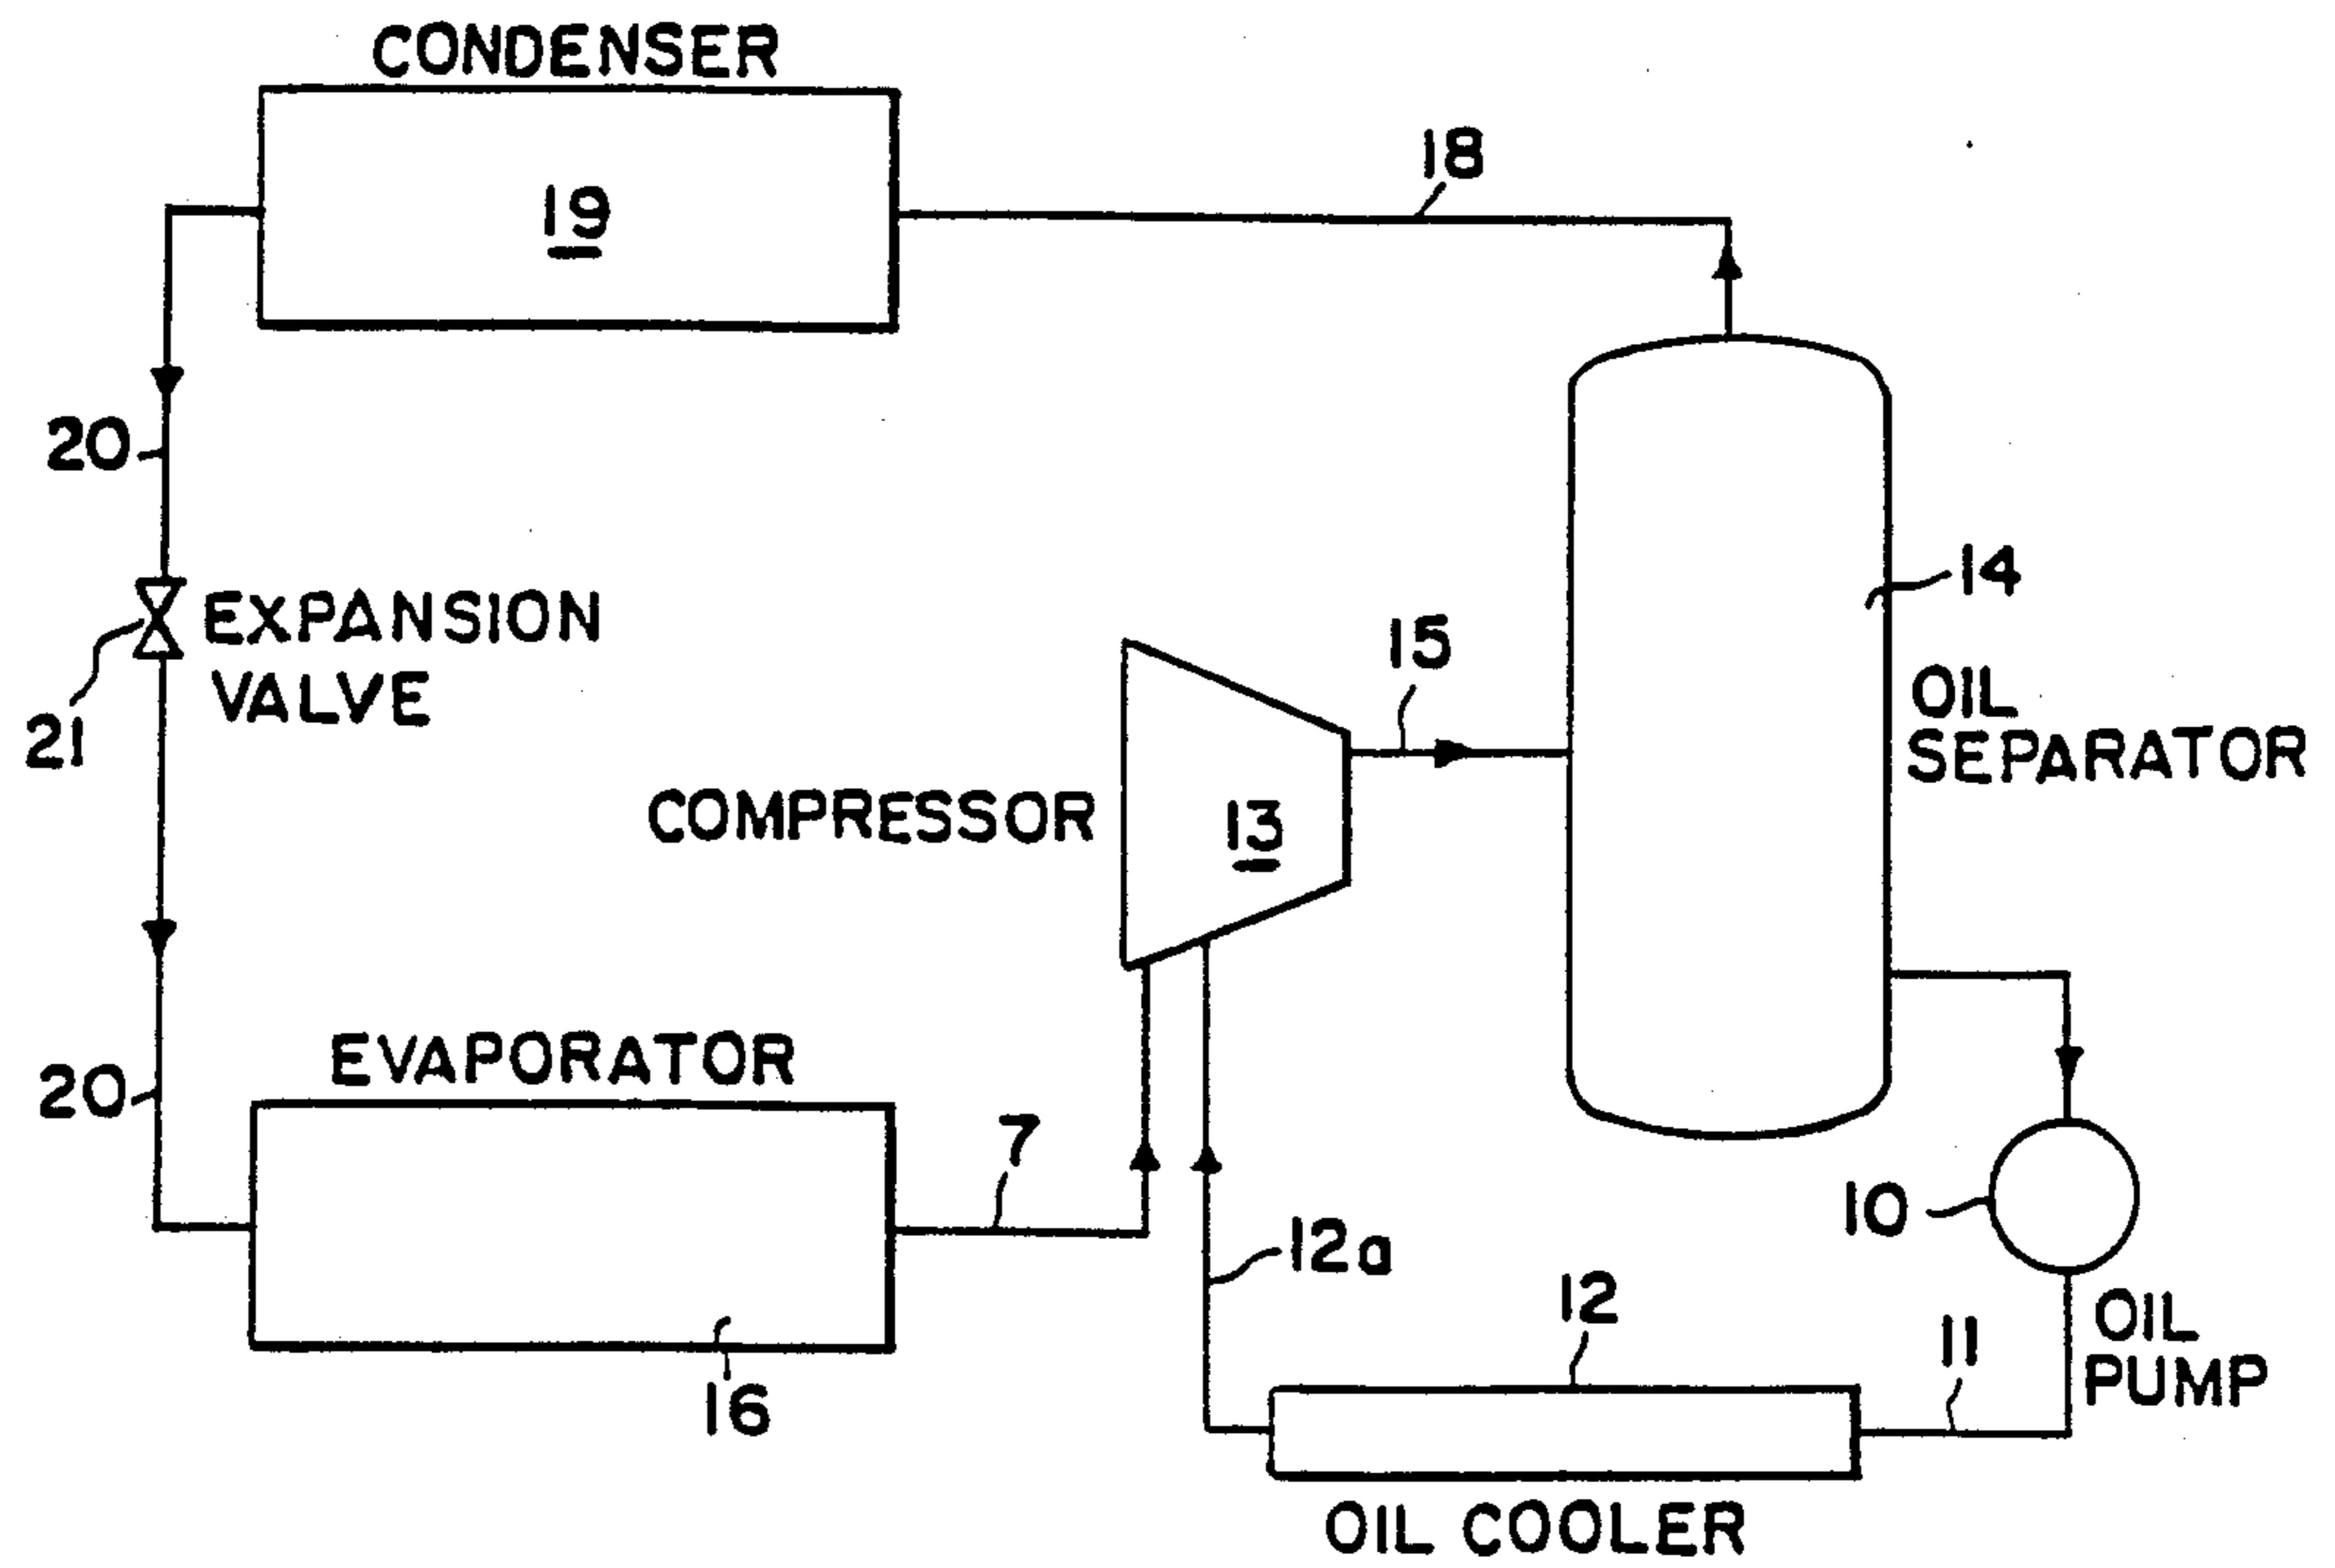 CONDENSER
18
19
20
14
EXPANSION
VALVE
21
15
OIL
SEPARATOR
COMPRESSOR
13
EVAPORATOR
20
7
10
12a
12
11
OIL
PUMP
16
OIL COOLER